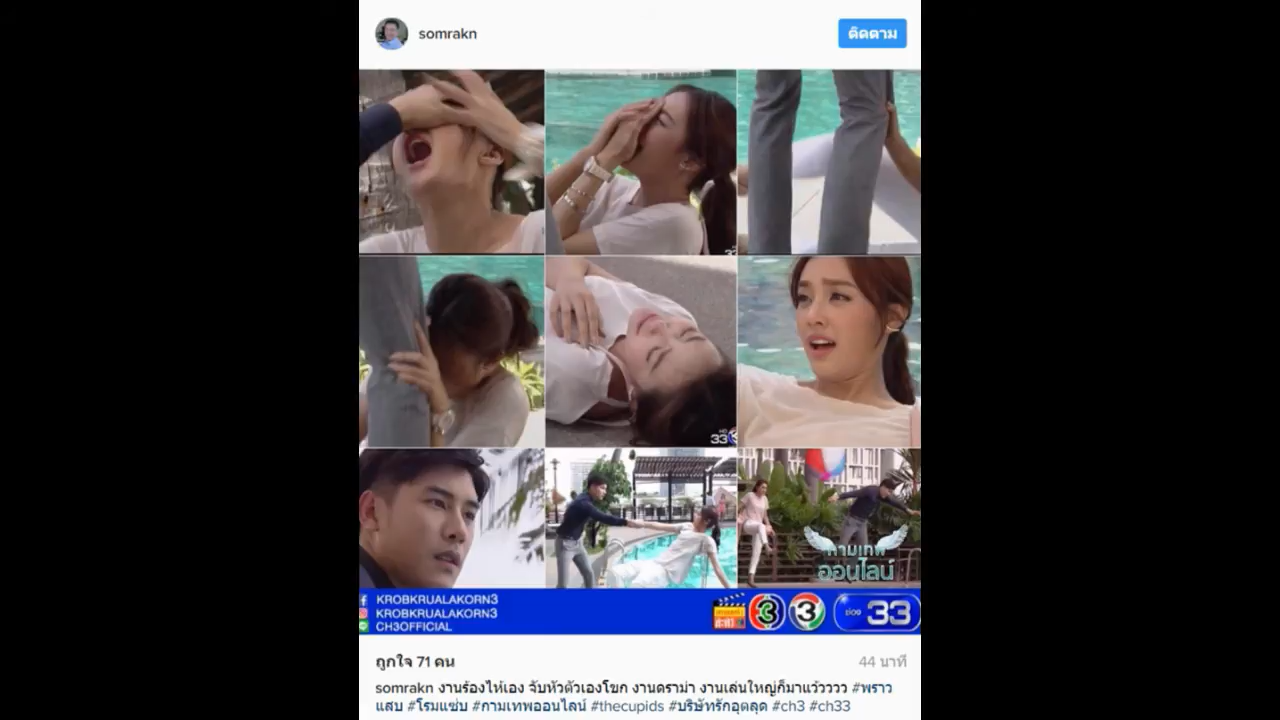 somrakn
ติดตาม
33
HD
33
กามเทพ
ออนไลน์
KROBKRUALAKORN3
KROBKRUALAKORN3
CH3OFFICIAL
3
3
ช่อง 33
ถูกใจ 71 คน
44 นาที
somrakn งานร้องไห้เอง จับหัวตัวเองโขก งานดราม่า งานเล่นใหญ่ก็มาแว้วววว #พราว
แสบ #โรมแซ่บ #กามเทพออนไลน์ #thecupids #บริษัทรักอุตลุด #ch3 #ch33